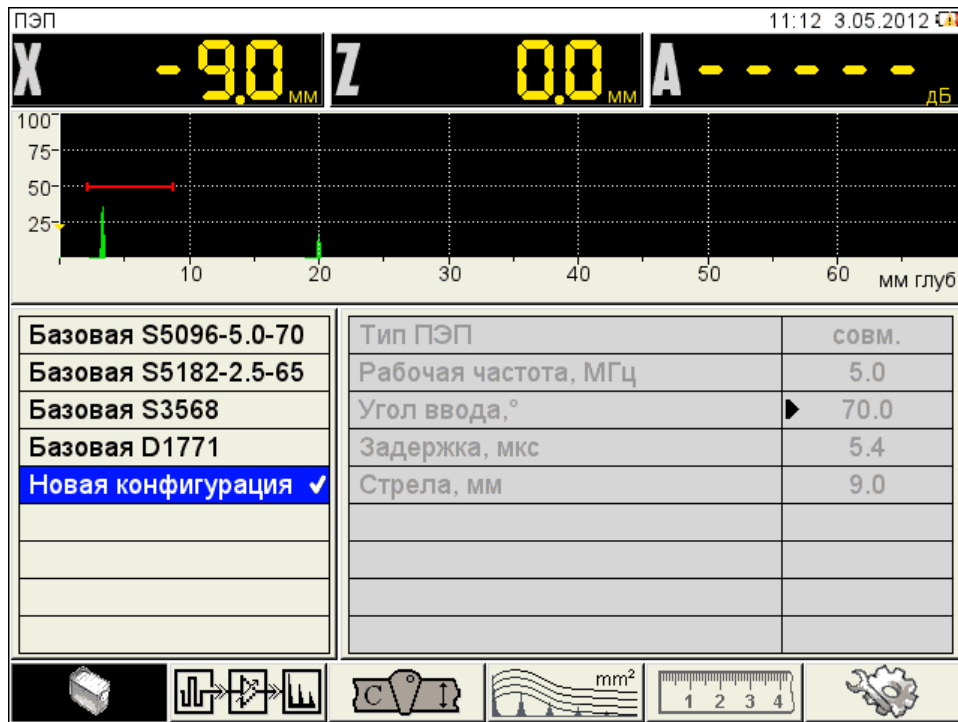 ПЭП 11:12 3.05.2012
X -9.0 мм Z 0.0 мм A ----- дБ
100
75
50
25
10 20 30 40 50 60 мм глуб
Базовая S5096-5.0-70
Базовая S5182-2.5-65
Базовая S3568
Базовая D1771
Новая конфигурация ✓
Тип ПЭП совм.
Рабочая частота, МГц 5.0
Угол ввода,° 70.0
Задержка, мкс 5.4
Стрела, мм 9.0
C mm² 1 2 3 4